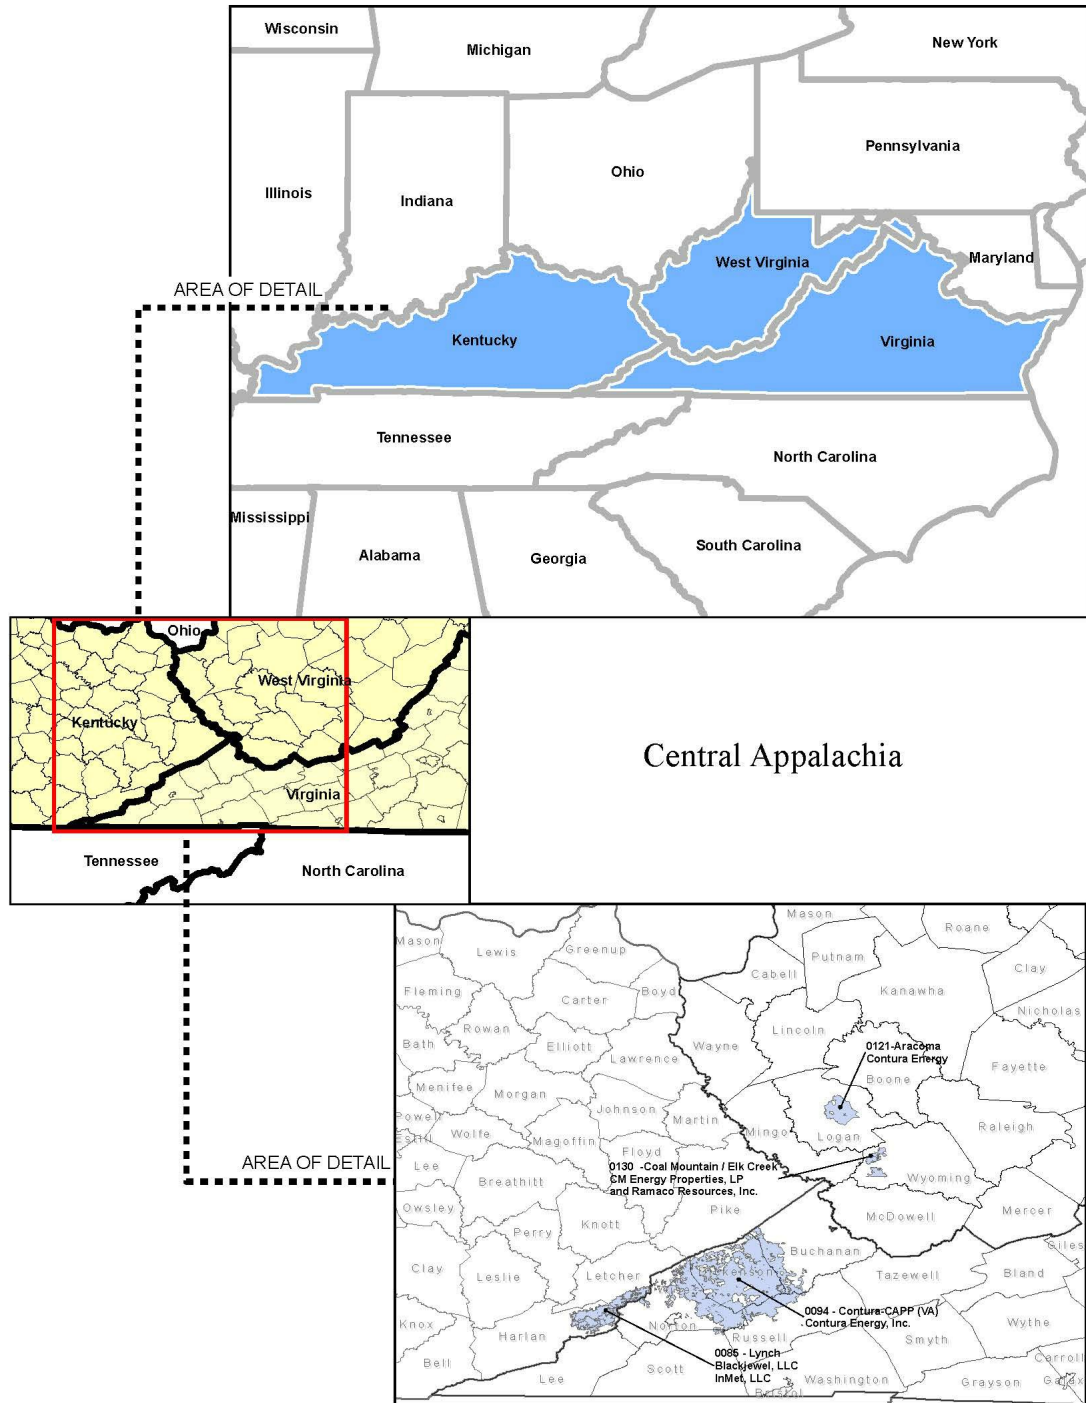 Wisconsin
Michigan
New York
Pennsylvania
Ohio
Illinois
Indiana
West Virginia
Maryland
AREA OF DETAIL
Kentucky
Virginia
Tennessee
North Carolina
Mississippi
Alabama
Georgia
South Carolina
Ohio
West Virginia
Kentucky
Virginia
Tennessee
North Carolina
Central Appalachia
Mason
Roane
Mason
Lewis
Greenup
Putnam
Cabell
Clay
Fleming
Carter
Boyd
Kanawha
Nicholas
Rowan
Lincoln
Bath
Elliott
Lawrence
Wayne
0121-Aracoma
Contura Energy
Boone
Fayette
Menifee
Morgan
Johnson
Martin
Powell
Wolfe
Magoffin
Mingo
Logan
Raleigh
Estill
Floyd
Lee
AREA OF DETAIL
0130 -Coal Mountain / Elk Creek
CM Energy Properties, LP
and Ramaco Resources, Inc.
Breathitt
Wyoming
Owsley
Pike
McDowell
Mercer
Perry
Knott
Buchanan
Giles
Clay
Leslie
Letcher
Dickenson
Tazewell
Bland
0094 - Contura-CAPP (VA)
Contura Energy, Inc.
Knox
Harlan
Norton
Russell
Smyth
Wythe
0085 - Lynch
Blackjewel, LLC
InMet, LLC
Bell
Lee
Scott
Washington
Grayson
Carroll
Galax
Bristol